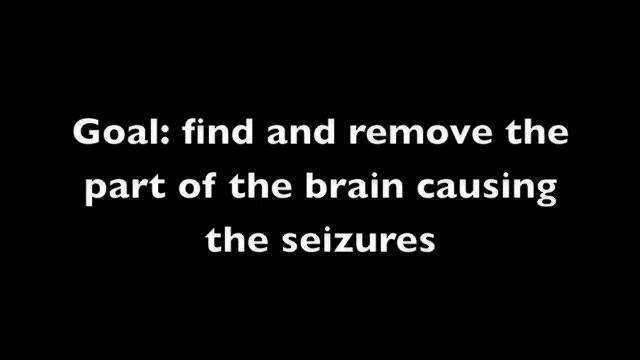 Goal: find and remove the
part of the brain causing
the seizures